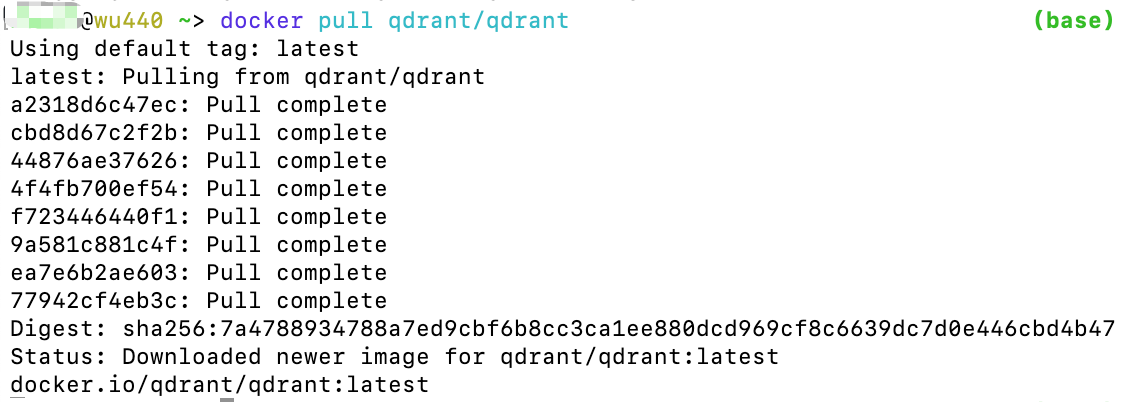 @wu440 ~> docker pull qdrant/qdrant (base)
Using default tag: latest
latest: Pulling from qdrant/qdrant
a2318d6c47ec: Pull complete
cbd8d67c2f2b: Pull complete
44876ae37626: Pull complete
4f4fb700ef54: Pull complete
f723446440f1: Pull complete
9a581c881c4f: Pull complete
ea7e6b2ae603: Pull complete
77942cf4eb3c: Pull complete
Digest: sha256:7a4788934788a7ed9cbf6b8cc3ca1ee880dcd969cf8c6639dc7d0e446cbd4b47
Status: Downloaded newer image for qdrant/qdrant:latest
docker.io/qdrant/qdrant:latest